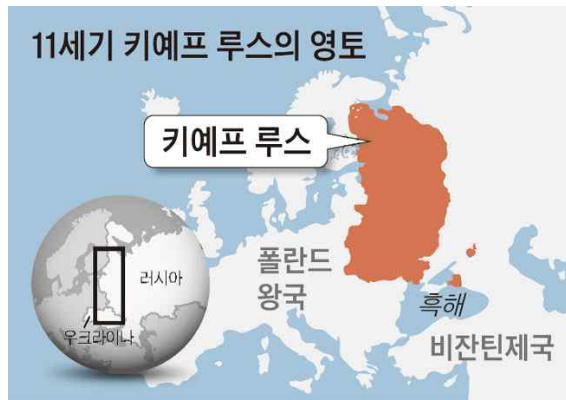 11세기 키예프 루스의 영토
키예프 루스
폴란드
왕국
러시아
우크라이나
흑해
비잔틴제국